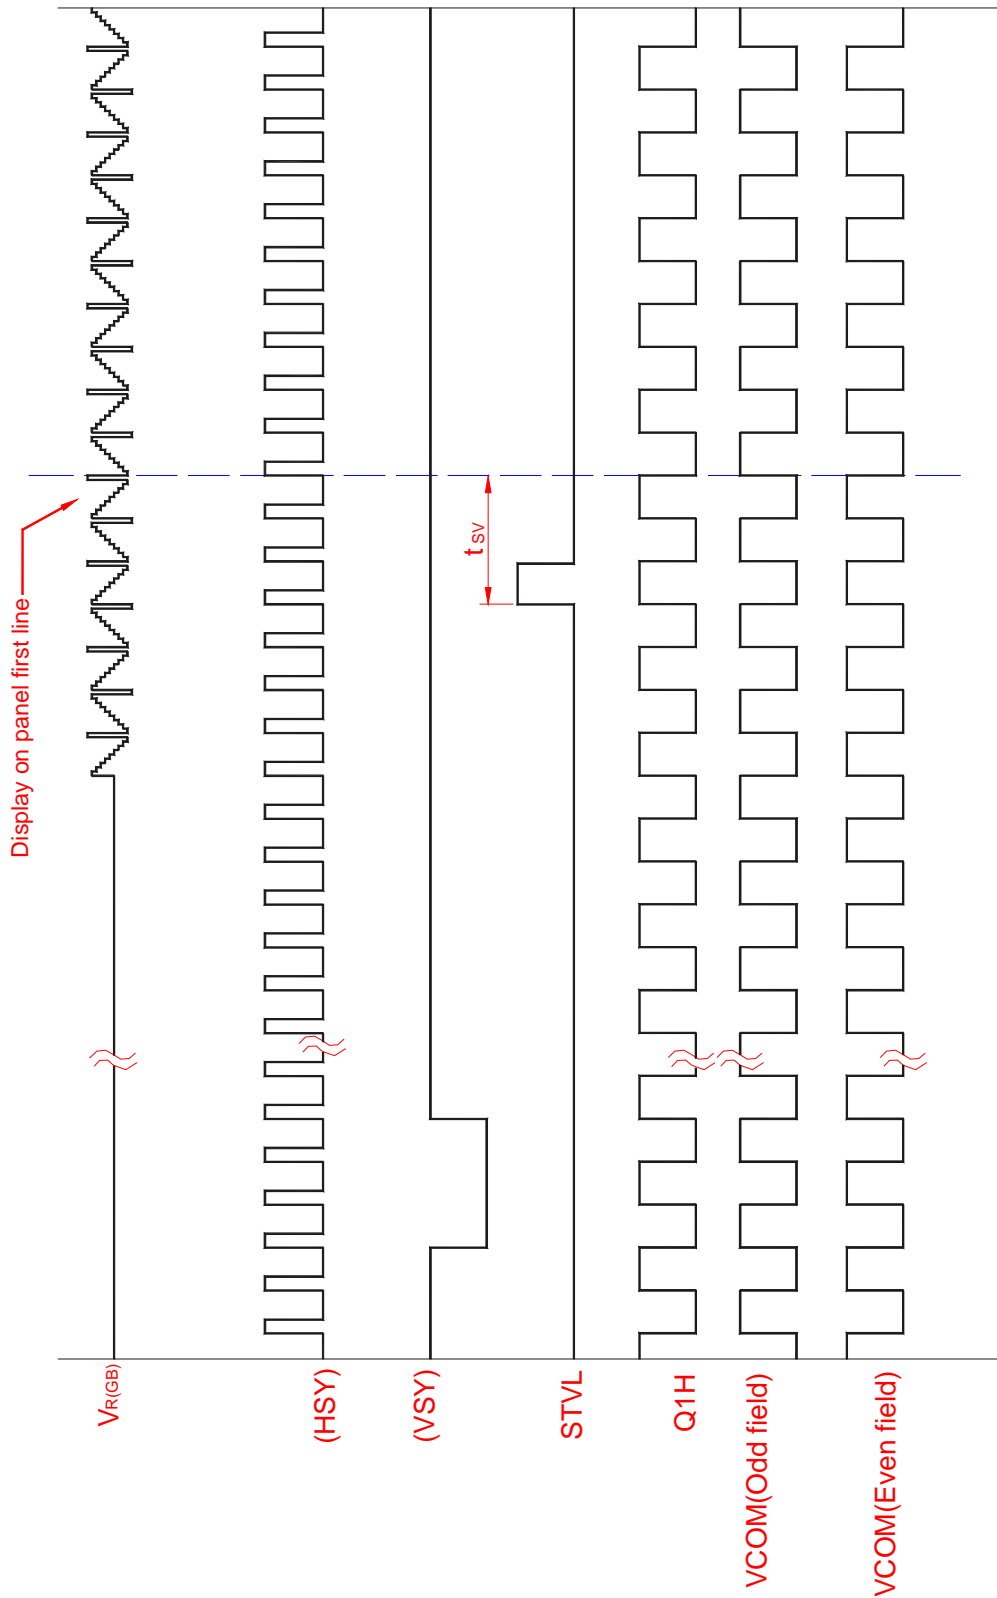 Display on panel first line
tSV
VR(GB)
(HSY)
(VSY)
STVL
Q1H
VCOM(Odd field)
VCOM(Even field)